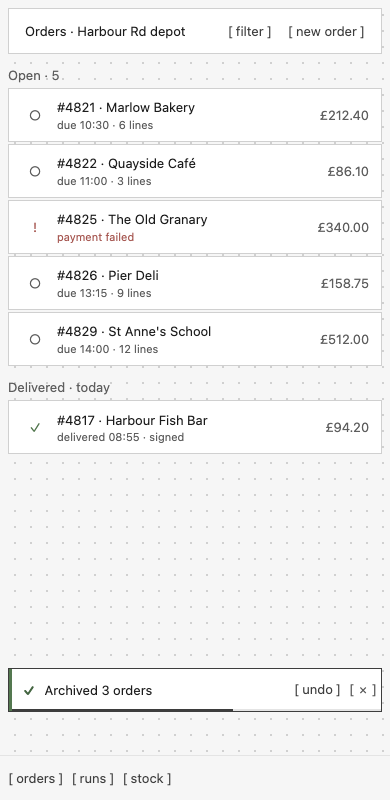 Orders · Harbour Rd depot [ filter ] [ new order ]
Open · 5
#4821 · Marlow Bakery £212.40
due 10:30 · 6 lines
#4822 · Quayside Café £86.10
due 11:00 · 3 lines
! #4825 · The Old Granary £340.00
payment failed
#4826 · Pier Deli £158.75
due 13:15 · 9 lines
#4829 · St Anne's School £512.00
due 14:00 · 12 lines
Delivered · today
✓ #4817 · Harbour Fish Bar £94.20
delivered 08:55 · signed
✓ Archived 3 orders [ undo ] [ × ]
[ orders ] [ runs ] [ stock ]